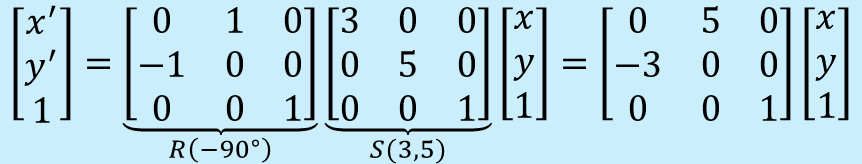 [x′ y′ 1] = [0 1 0 −1 0 0 0 0 1] [3 0 0 0 5 0 0 0 1] [x y 1] = [0 5 0 −3 0 0 0 0 1] [x y 1]
R(−90°) S(3,5)